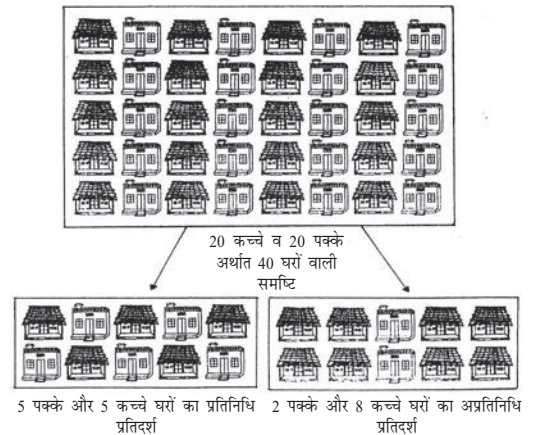 20 कच्चे व 20 पक्के
अर्थात 40 घरों वाली
समष्टि
5 पक्के और 5 कच्चे घरों का प्रतिनिधि
प्रतिदर्श
2 पक्के और 8 कच्चे घरों का अप्रतिनिधि
प्रतिदर्श